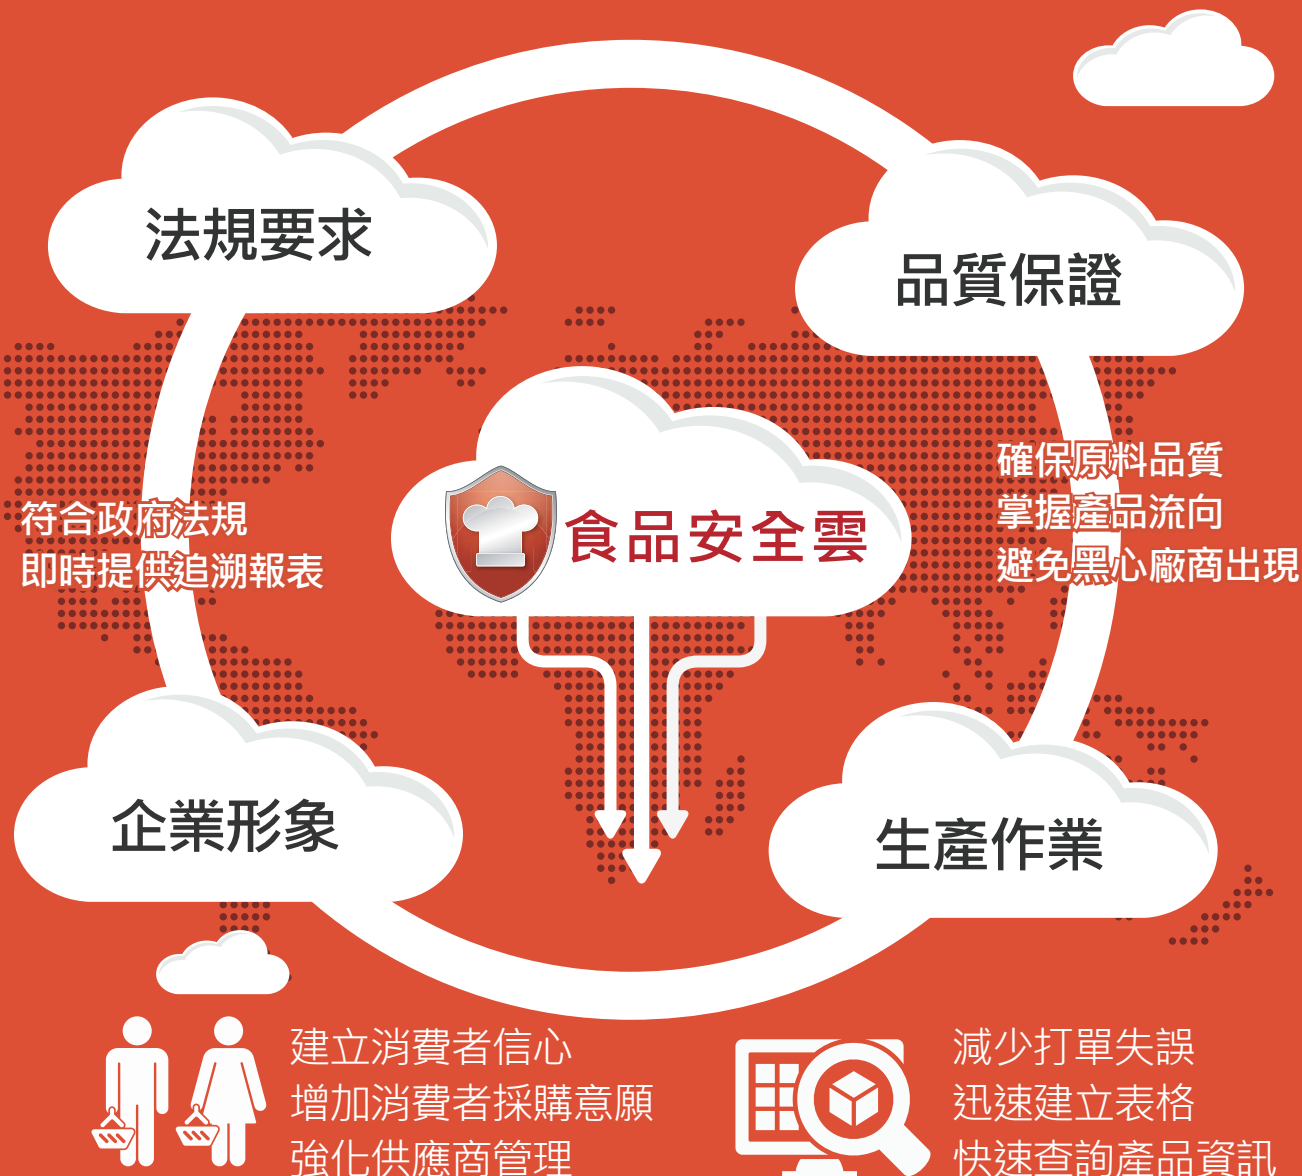 法規要求
品質保證
確保原料品質
掌握產品流向
避免黑心廠商出現
符合政府法規
即時提供追溯報表
食品安全雲
企業形象
生產作業
建立消費者信心
增加消費者採購意願
強化供應商管理
減少打單失誤
迅速建立表格
快速查詢產品資訊